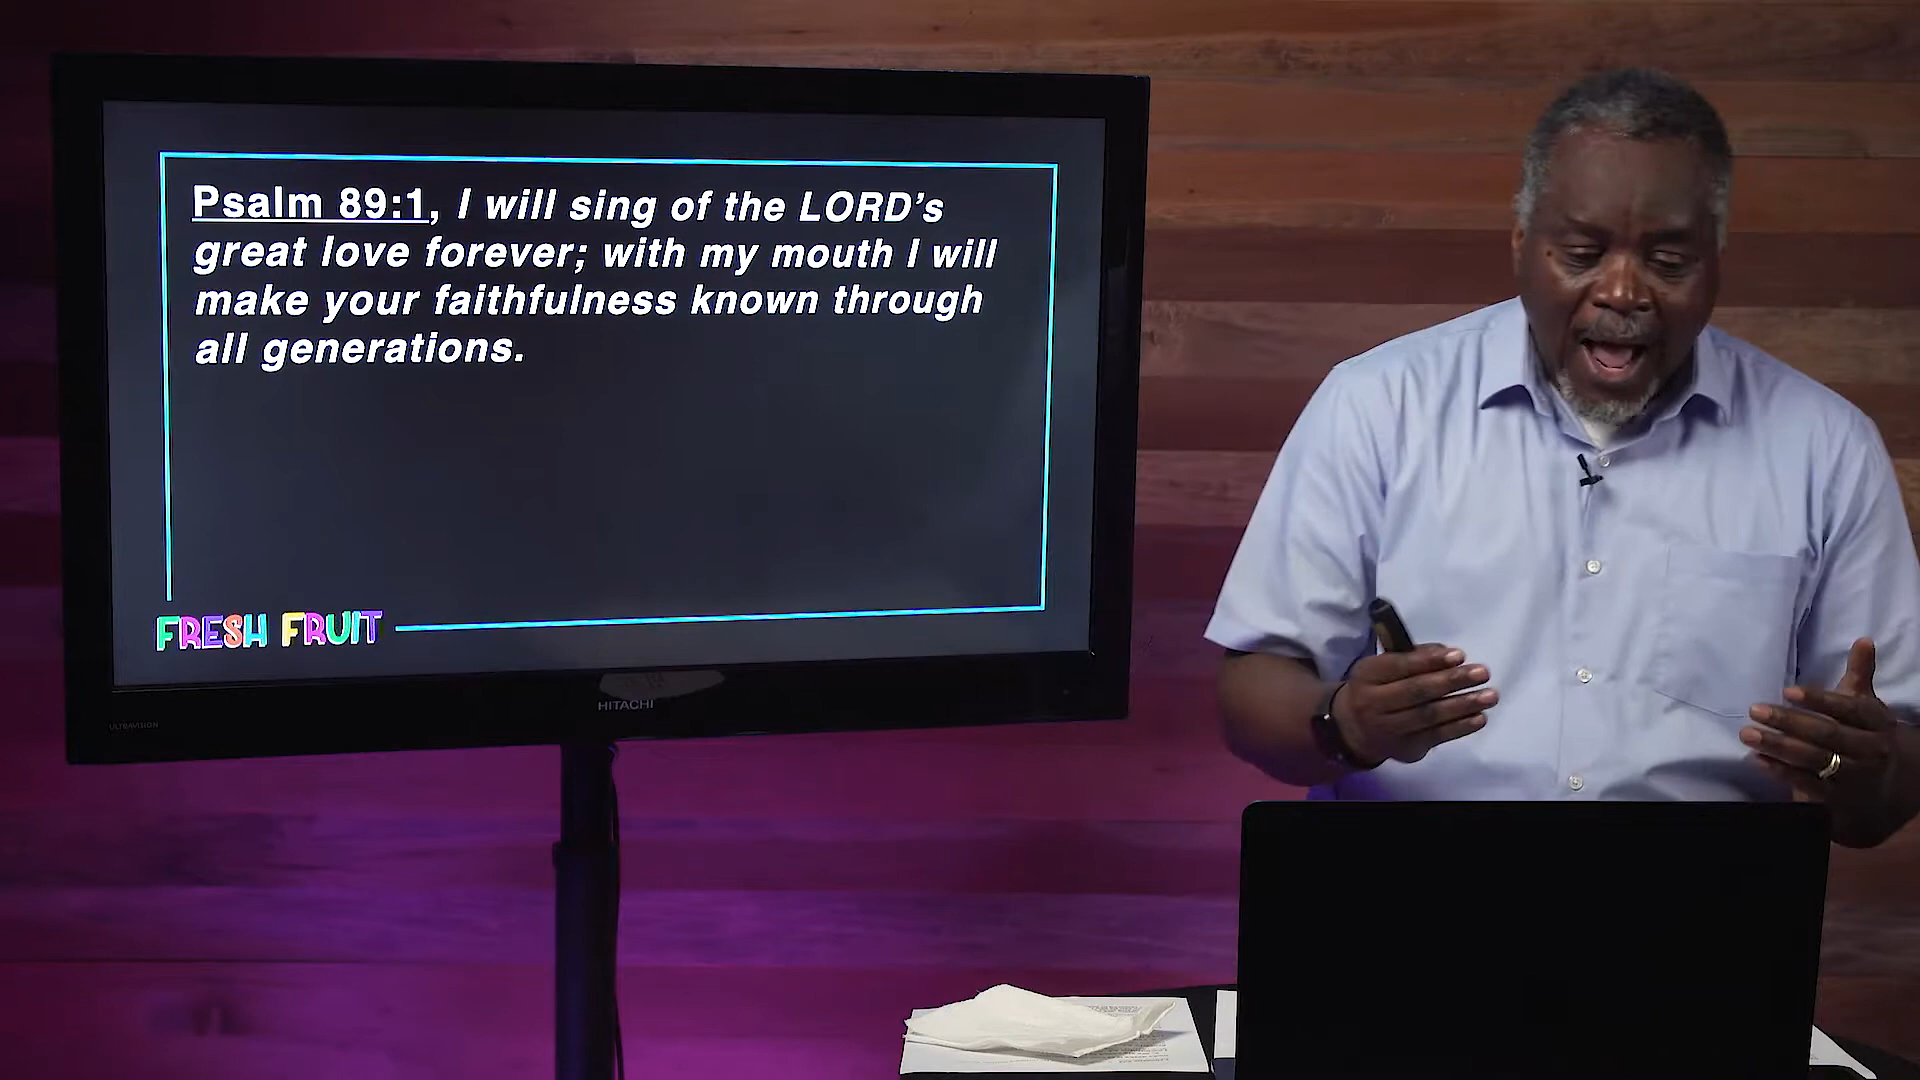 Psalm 89:1, I will sing of the LORD’s
great love forever; with my mouth I will
make your faithfulness known through
all generations.
FRESH FRUIT
HITACHI
ULTRAVISION